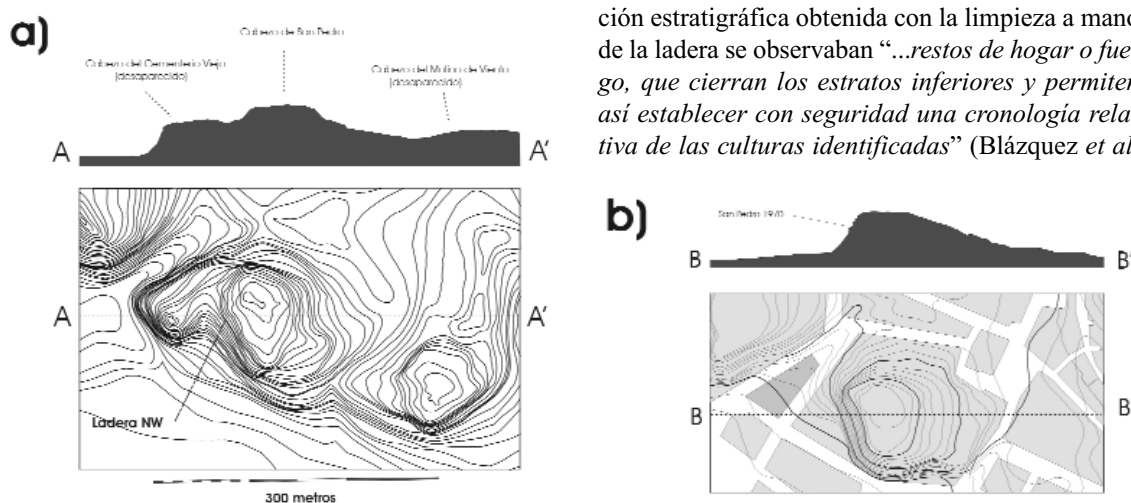 a)
Cabezo de San Pedro
Cabezo del Cementerio Viejo
(desaparecido)
Cabezo del Molino de Viento
(desaparecido)
A
A'
A
A'
Ladera NW
300 metros
ción estratigráfica obtenida con la limpieza a mano
de la ladera se observaban “...restos de hogar o fue-
go, que cierran los estratos inferiores y permiten
así establecer con seguridad una cronología rela-
tiva de las culturas identificadas” (Blázquez et al
b)
San Pedro 1970
B
B'
B
B